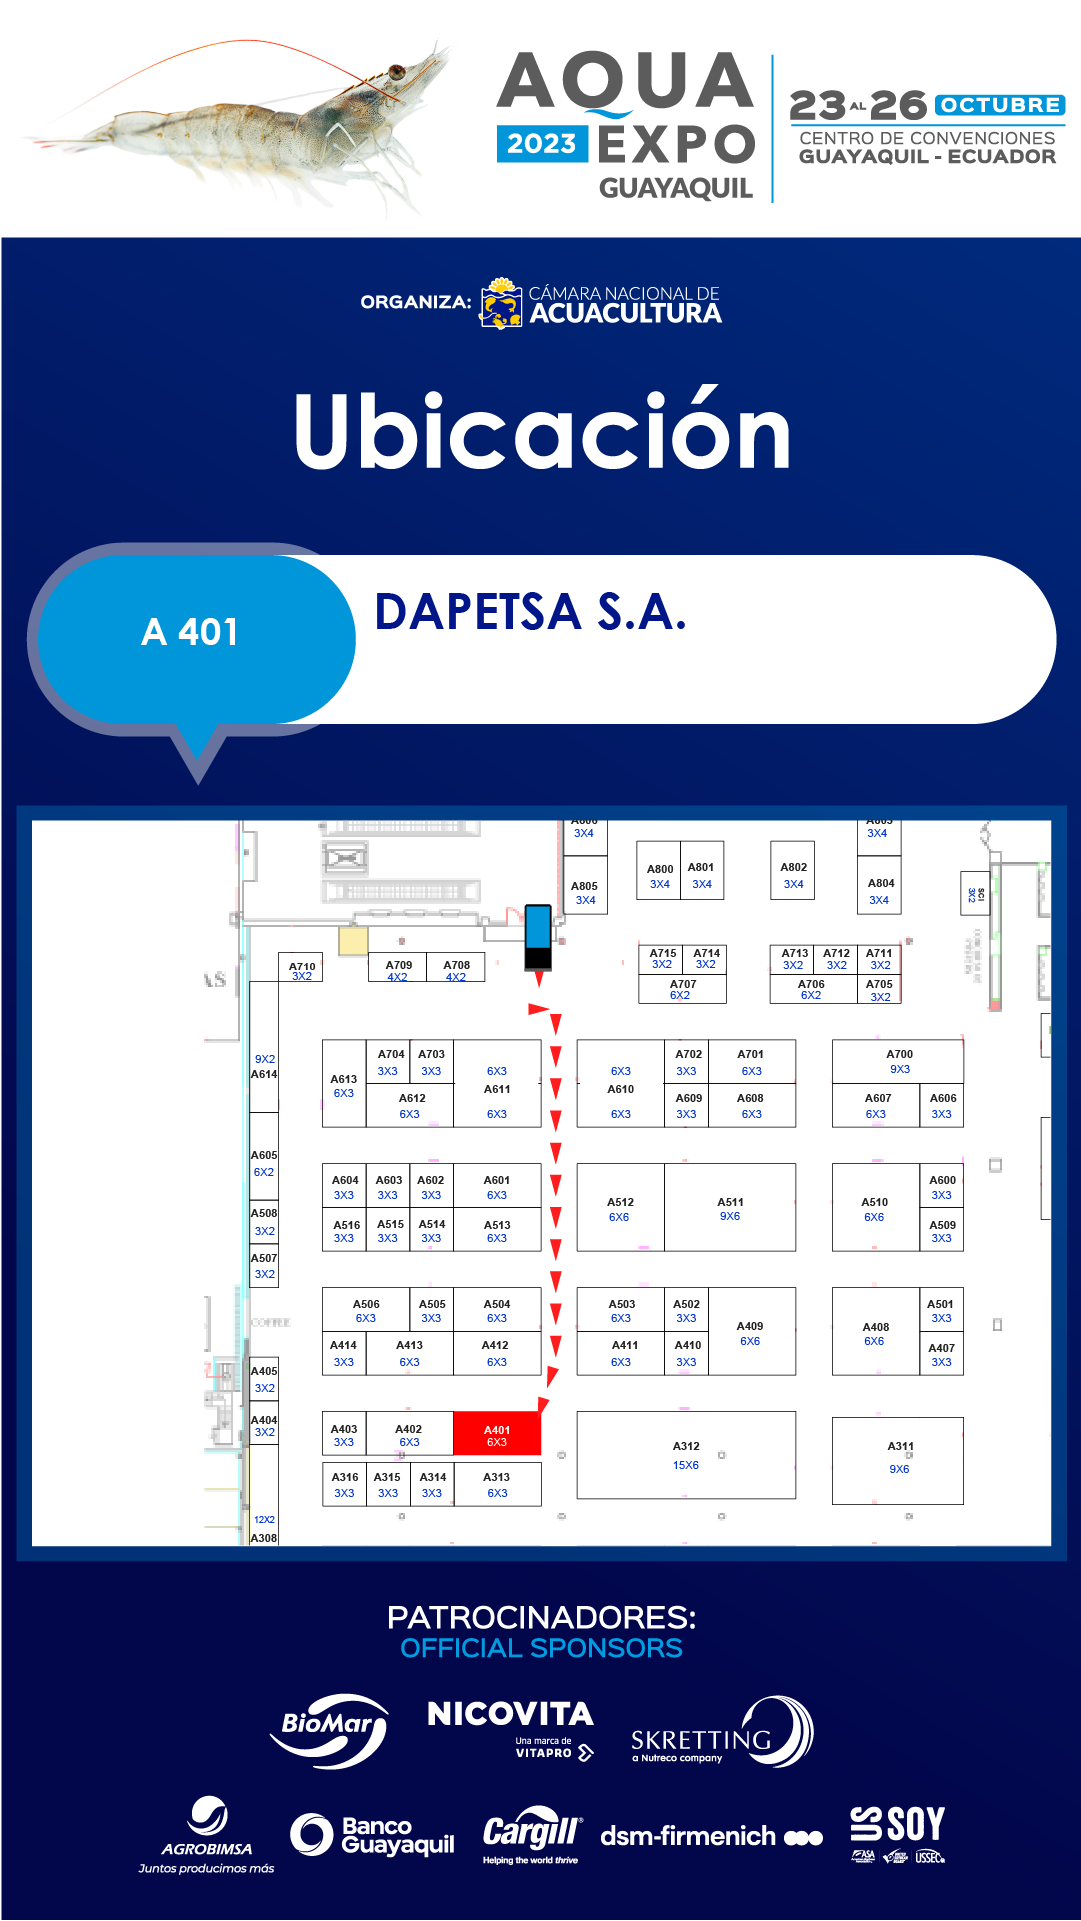 AQUA
2023 EXPO
GUAYAQUIL
23 AL 26 OCTUBRE
CENTRO DE CONVENCIONES
GUAYAQUIL - ECUADOR
ORGANIZA:
CÁMARA NACIONAL DE
ACUACULTURA
Ubicación
A 401
DAPETSA S.A.
3X4
3X4
A805
3X4
A800
3X4
A801
3X4
A802
3X4
A804
3X4
SCI
3X2
A710
3X2
A709
4X2
A708
4X2
A715
3X2
A714
3X2
A707
6X2
A713
3X2
A712
3X2
A711
3X2
A706
6X2
A705
3X2
9X2
A614
A613
6X3
A704
3X3
A703
3X3
A612
6X3
6X3
A611
6X3
6X3
A610
6X3
A702
3X3
A701
6X3
A609
3X3
A608
6X3
A700
9X3
A607
6X3
A606
3X3
A605
6X2
A508
3X2
A507
3X2
A604
3X3
A603
3X3
A602
3X3
A601
6X3
A516
3X3
A515
3X3
A514
3X3
A513
6X3
A512
6X6
A511
9X6
A510
6X6
A600
3X3
A509
3X3
COFFEE
A506
6X3
A505
3X3
A504
6X3
A414
3X3
A413
6X3
A412
6X3
A503
6X3
A502
3X3
A411
6X3
A410
3X3
A409
6X6
A408
6X6
A501
3X3
A407
3X3
A405
3X2
A404
3X2
A403
3X3
A402
6X3
A401
6X3
A316
3X3
A315
3X3
A314
3X3
A313
6X3
A312
15X6
A311
9X6
12X2
A308
PATROCINADORES:
OFFICIAL SPONSORS
BioMar
NICOVITA
Una marca de
VITAPRO
SKRETTING
a Nutreco company
AGROBIMSA
Juntos producimos más
Banco
Guayaquil
Cargill®
Helping the world thrive
dsm-firmenich
US SOY
ASA
USSEC